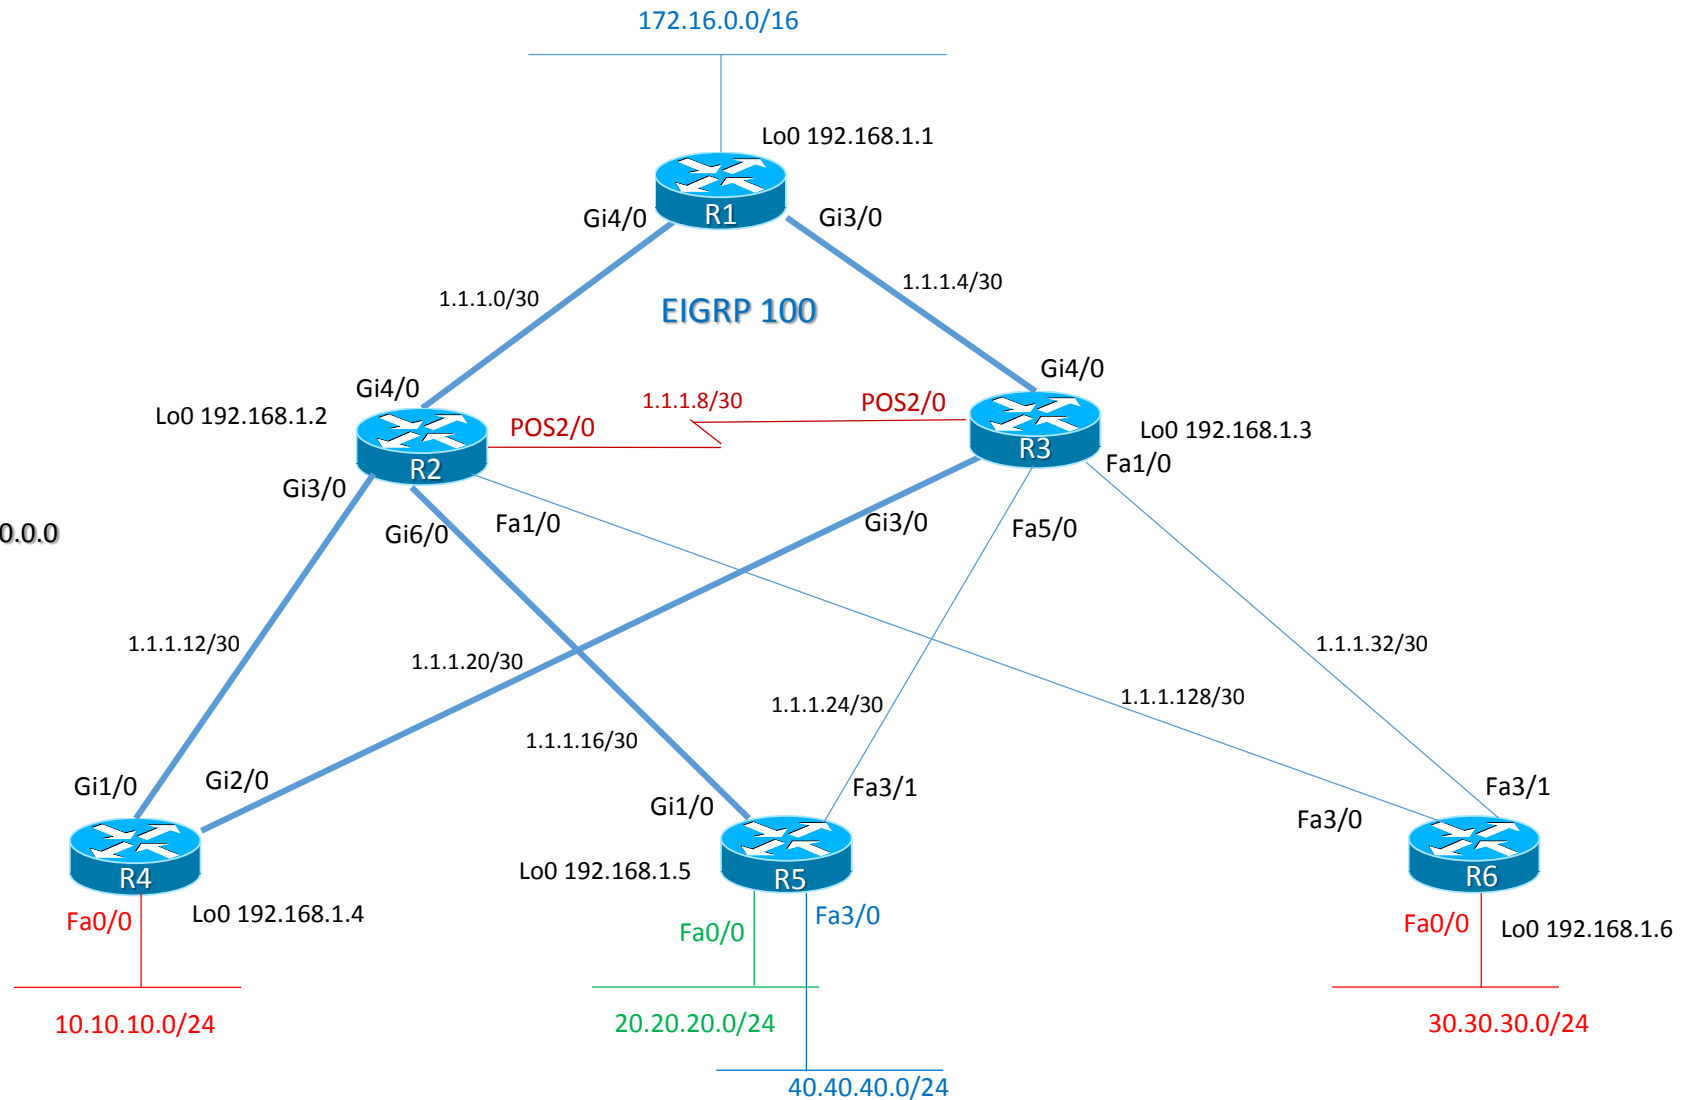 172.16.0.0/16
Lo0 192.168.1.1
R1
Gi4/0
Gi3/0
1.1.1.0/30
1.1.1.4/30
EIGRP 100
Gi4/0
Gi4/0
Lo0 192.168.1.2
1.1.1.8/30
POS2/0
POS2/0
Lo0 192.168.1.3
R2
R3
Fa1/0
Gi3/0
Gi6/0
Fa1/0
Gi3/0
Fa5/0
0.0.0
1.1.1.12/30
1.1.1.20/30
1.1.1.32/30
1.1.1.24/30
1.1.1.128/30
1.1.1.16/30
Gi1/0
Gi2/0
Gi1/0
Fa3/1
Fa3/1
Fa3/0
Lo0 192.168.1.5
R4
R5
R6
Fa0/0
Lo0 192.168.1.4
Fa0/0
Fa3/0
Fa0/0
Lo0 192.168.1.6
10.10.10.0/24
20.20.20.0/24
30.30.30.0/24
40.40.40.0/24